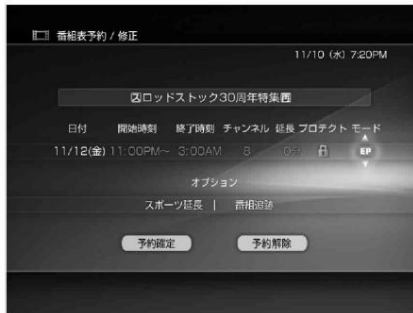 番組表予約 / 修正
11/10 (水) 7:20PM
🈡ロッドストック30周年特集🈞
日付 開始時刻 終了時刻 チャンネル 延長 プロテクト モード
11/12(金) 11:00PM～ 3:00AM 8 0分 EP
オプション
スポーツ延長 | 番組追跡
予約確定 予約解除